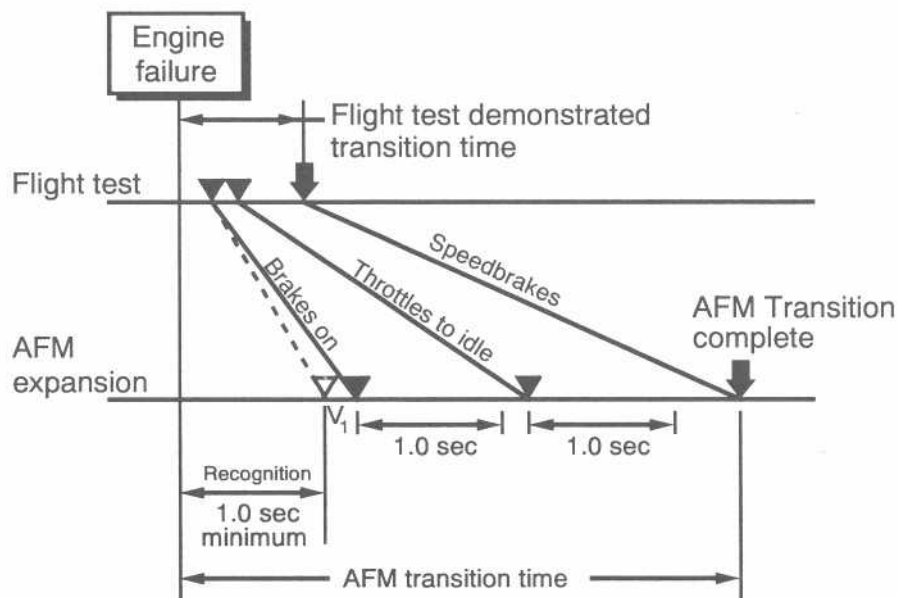 Engine
failure
Flight test demonstrated
transition time
Flight test
Brakes on
Throttles to idle
Speedbrakes
AFM Transition
complete
AFM
expansion
V1
1.0 sec
1.0 sec
Recognition
1.0 sec
minimum
AFM transition time